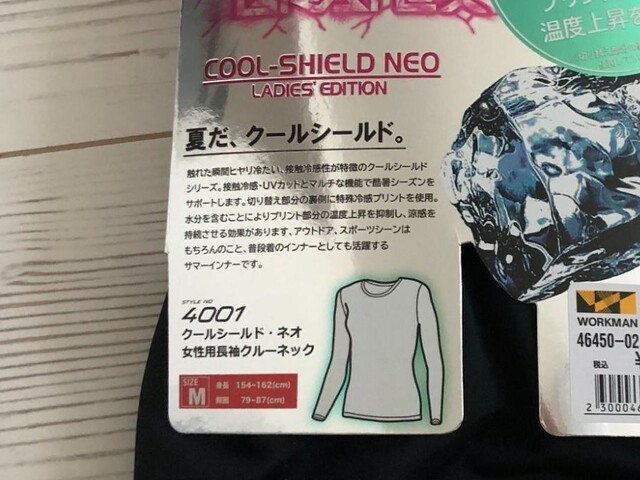 COOL-SHIELD NEO
LADIES' EDITION
温度上昇を
夏だ、クールシールド。
触れた瞬間ヒヤリ冷たい、接触冷感性が特徴のクールシールド
シリーズ。接触冷感・UVカットとマルチな機能で酷暑シーズンを
サポートします。切り替え部分の裏側に特殊冷感プリントを使用。
水分を含むことによりプリント部分の温度上昇を抑制し、涼感を
持続させる効果があります。アウトドア、スポーツシーンは
もちろんのこと、普段着のインナーとしても活躍する
サマーインナーです。
STYLE NO
4001
クールシールド・ネオ
女性用長袖クルーネック
SIZE
M
身長 154-162(cm)
胸囲 79-87(cm)
WORKMAN
46450-02
税込
2 300046